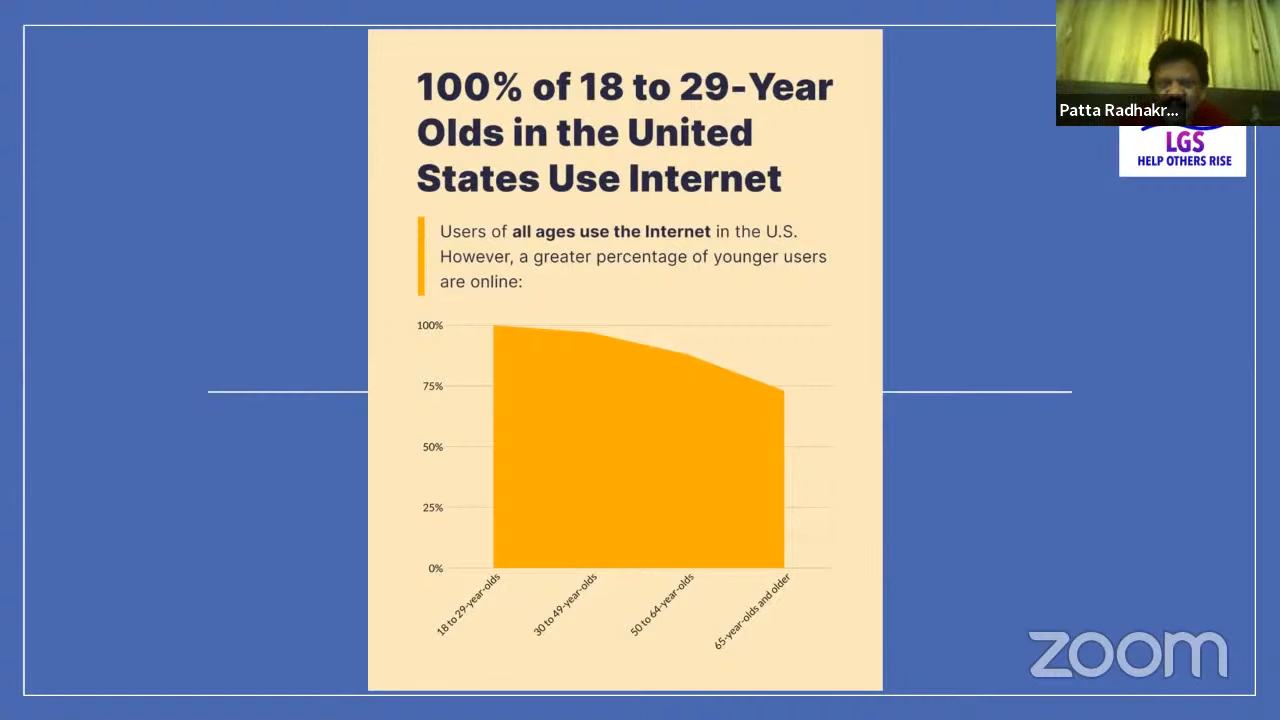 100% of 18 to 29-Year
Olds in the United
States Use Internet
Users of all ages use the Internet in the U.S.
However, a greater percentage of younger users
are online:
100%
75%
50%
25%
0%
18 to 29-year-olds
30 to 49-year-olds
50 to 64-year-olds
65-year-olds and older
Patta Radhakr...
LGS
HELP OTHERS RISE
zoom